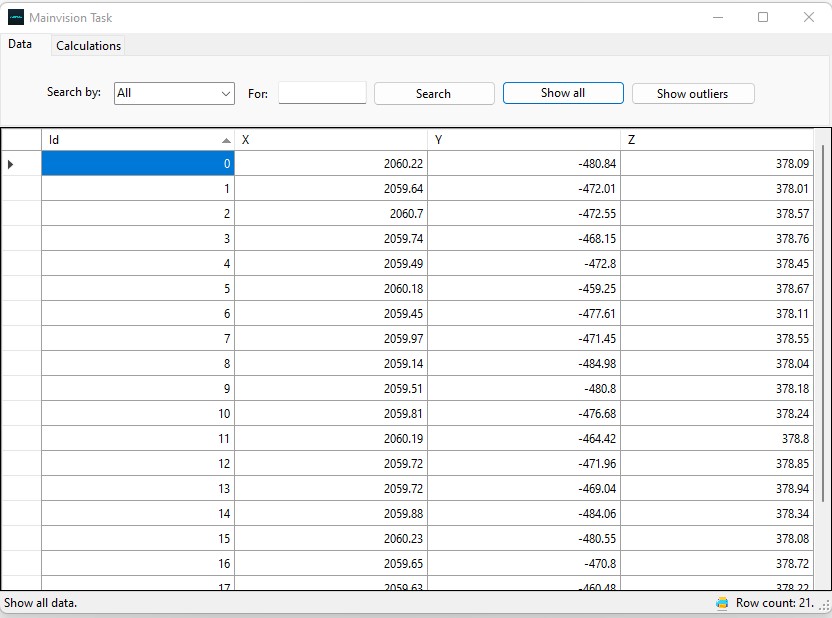 Mainvision Task
Data Calculations
Search by: All For: Search Show all Show outliers
Id X Y Z
0 2060.22 -480.84 378.09
1 2059.64 -472.01 378.01
2 2060.7 -472.55 378.57
3 2059.74 -468.15 378.76
4 2059.49 -472.8 378.45
5 2060.18 -459.25 378.67
6 2059.45 -477.61 378.11
7 2059.97 -471.45 378.55
8 2059.14 -484.98 378.04
9 2059.51 -480.8 378.18
10 2059.81 -476.68 378.24
11 2060.19 -464.42 378.8
12 2059.72 -471.96 378.85
13 2059.72 -469.04 378.94
14 2059.88 -484.06 378.34
15 2060.23 -480.55 378.08
16 2059.65 -470.8 378.72
17 2059.63 -460.48 378.22
Show all data. Row count: 21.